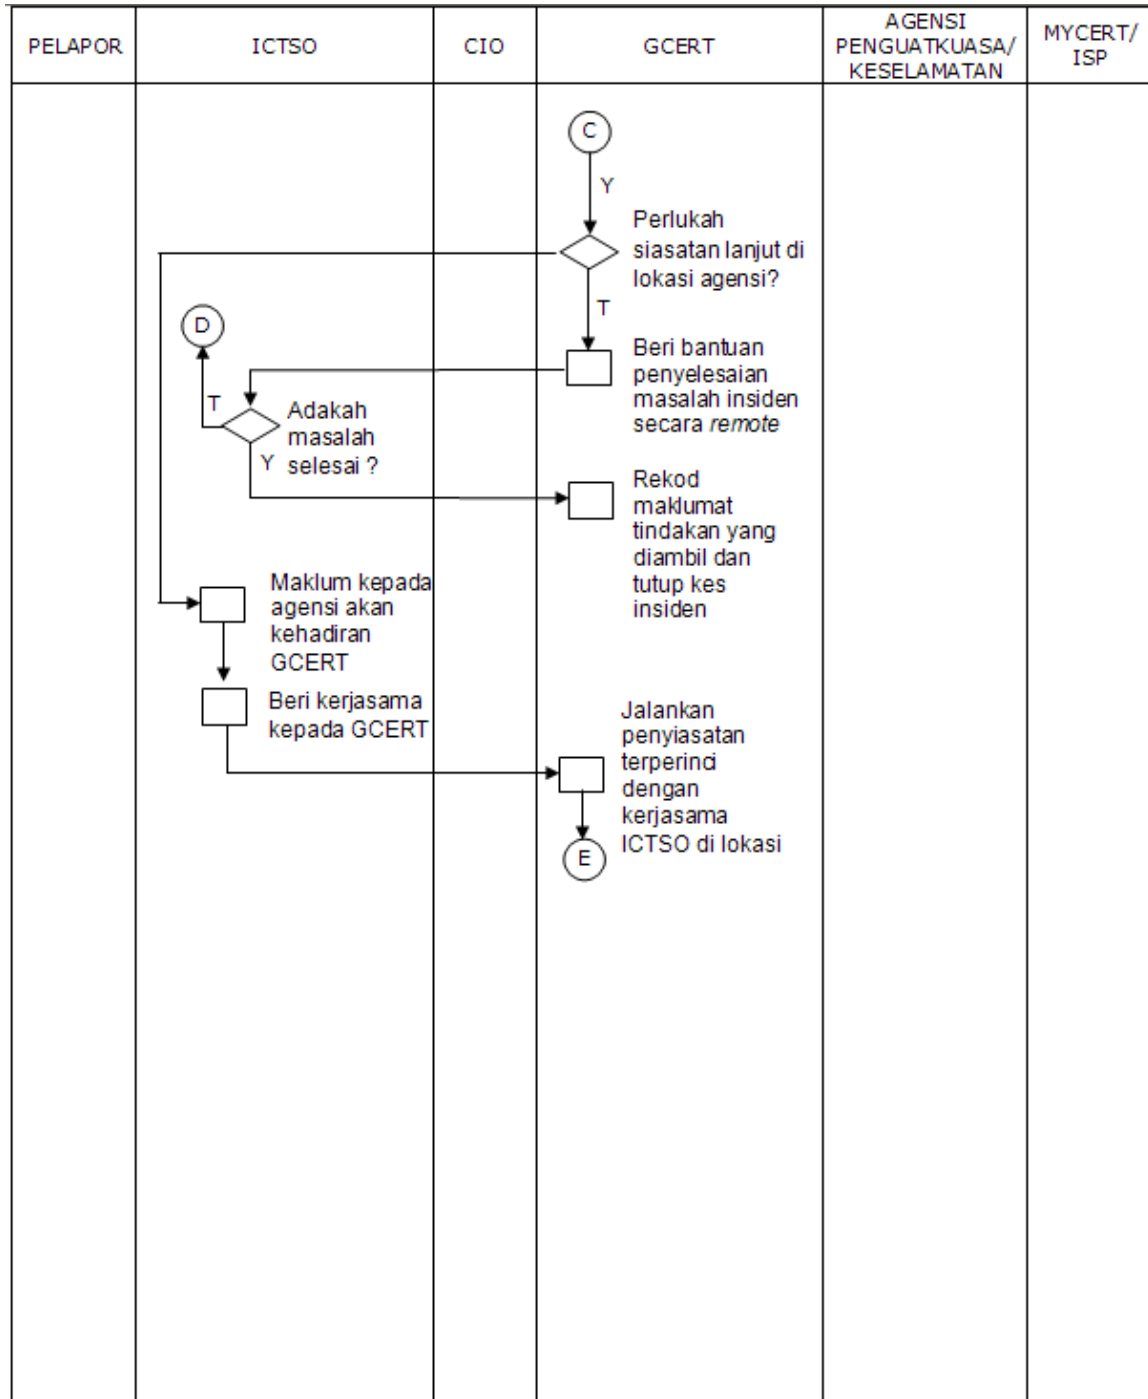 PELAPOR
ICTSO
CIO
GCERT
AGENSI
PENGUATKUASA/
KESELAMATAN
MYCERT/
ISP
C
Y
Perlukah
siasatan lanjut di
lokasi agensi?
T
D
Beri bantuan
penyelesaian
masalah insiden
secara remote
T
Adakah
masalah
selesai ?
Y
Rekod
maklumat
tindakan yang
diambil dan
tutup kes
insiden
Maklum kepada
agensi akan
kehadiran
GCERT
Beri kerjasama
kepada GCERT
Jalankan
penyiasatan
terperinci
dengan
kerjasama
ICTSO di lokasi
E